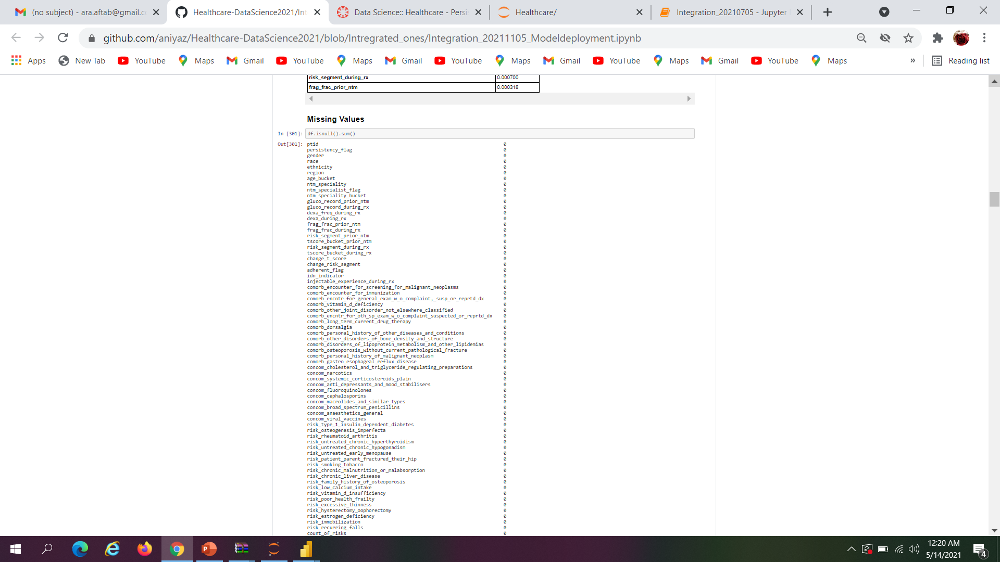 (no subject) - ara.aftab@gmail.c
Healthcare-DataScience2021/Int
Data Science:: Healthcare - Persi
Healthcare/
Integration_20210705 - Jupyter
github.com/aniyaz/Healthcare-DataScience2021/blob/Intregrated_ones/Integration_20211105_Modeldeployment.ipynb
Apps New Tab YouTube Maps Gmail YouTube Maps Gmail YouTube Maps Gmail YouTube Maps Gmail YouTube Maps » Reading list
risk_segment_during_rx 0.000700
frag_frac_prior_ntm 0.000318
Missing Values
In [301]: df.isnull().sum()
Out[301]: ptid 0
persistency_flag 0
gender 0
race 0
ethnicity 0
region 0
age_bucket 0
ntm_speciality 0
ntm_specialist_flag 0
ntm_speciality_bucket 0
gluco_record_prior_ntm 0
gluco_record_during_rx 0
dexa_freq_during_rx 0
dexa_during_rx 0
frag_frac_prior_ntm 0
frag_frac_during_rx 0
risk_segment_prior_ntm 0
tscore_bucket_prior_ntm 0
risk_segment_during_rx 0
tscore_bucket_during_rx 0
change_t_score 0
change_risk_segment 0
adherent_flag 0
idn_indicator 0
injectable_experience_during_rx 0
comorb_encounter_for_screening_for_malignant_neoplasms 0
comorb_encounter_for_immunization 0
comorb_encntr_for_general_exam_w_o_complaint,_susp_or_reprtd_dx 0
comorb_vitamin_d_deficiency 0
comorb_other_joint_disorder_not_elsewhere_classified 0
comorb_encntr_for_oth_sp_exam_w_o_complaint_suspected_or_reprtd_dx 0
comorb_long_term_current_drug_therapy 0
comorb_dorsalgia 0
comorb_personal_history_of_other_diseases_and_conditions 0
comorb_other_disorders_of_bone_density_and_structure 0
comorb_disorders_of_lipoprotein_metabolism_and_other_lipidemias 0
comorb_osteoporosis_without_current_pathological_fracture 0
comorb_personal_history_of_malignant_neoplasm 0
comorb_gastro_esophageal_reflux_disease 0
concom_cholesterol_and_triglyceride_regulating_preparations 0
concom_narcotics 0
concom_systemic_corticosteroids_plain 0
concom_anti_depressants_and_mood_stabilisers 0
concom_fluoroquinolones 0
concom_cephalosporins 0
concom_macrolides_and_similar_types 0
concom_broad_spectrum_penicillins 0
concom_anaesthetics_general 0
concom_viral_vaccines 0
risk_type_1_insulin_dependent_diabetes 0
risk_osteogenesis_imperfecta 0
risk_rheumatoid_arthritis 0
risk_untreated_chronic_hyperthyroidism 0
risk_untreated_chronic_hypogonadism 0
risk_untreated_early_menopause 0
risk_patient_parent_fractured_their_hip 0
risk_smoking_tobacco 0
risk_chronic_malnutrition_or_malabsorption 0
risk_chronic_liver_disease 0
risk_family_history_of_osteoporosis 0
risk_low_calcium_intake 0
risk_vitamin_d_insufficiency 0
risk_poor_health_frailty 0
risk_excessive_thinness 0
risk_hysterectomy_oophorectomy 0
risk_estrogen_deficiency 0
risk_immobilization 0
risk_recurring_falls 0
count_of_risks 0
12:20 AM
5/14/2021
4